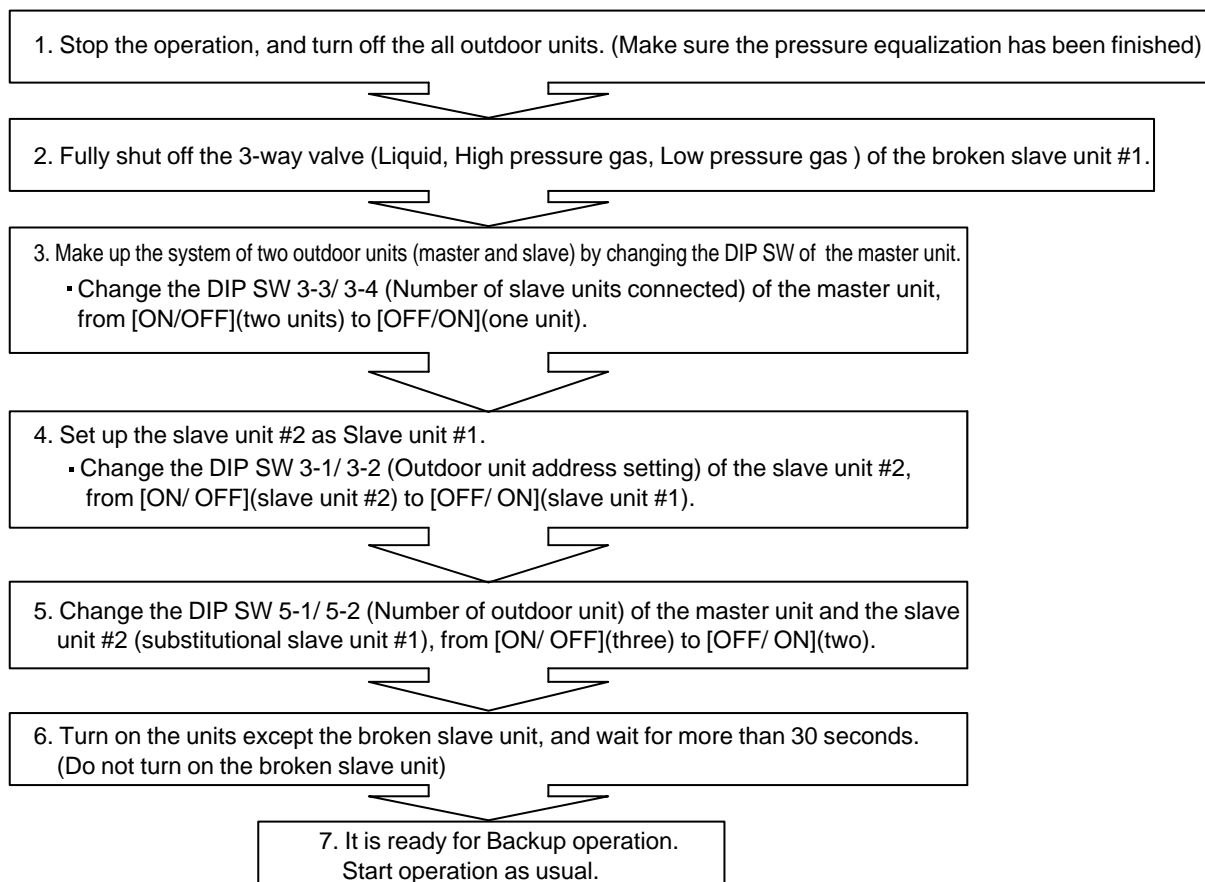 1. Stop the operation, and turn off the all outdoor units. (Make sure the pressure equalization has been finished)
2. Fully shut off the 3-way valve (Liquid, High pressure gas, Low pressure gas ) of the broken slave unit #1.
3. Make up the system of two outdoor units (master and slave) by changing the DIP SW of the master unit.
▪ Change the DIP SW 3-3/ 3-4 (Number of slave units connected) of the master unit,
from [ON/OFF](two units) to [OFF/ON](one unit).
4. Set up the slave unit #2 as Slave unit #1.
▪ Change the DIP SW 3-1/ 3-2 (Outdoor unit address setting) of the slave unit #2,
from [ON/ OFF](slave unit #2) to [OFF/ ON](slave unit #1).
5. Change the DIP SW 5-1/ 5-2 (Number of outdoor unit) of the master unit and the slave
unit #2 (substitutional slave unit #1), from [ON/ OFF](three) to [OFF/ ON](two).
6. Turn on the units except the broken slave unit, and wait for more than 30 seconds.
(Do not turn on the broken slave unit)
7. It is ready for Backup operation.
Start operation as usual.